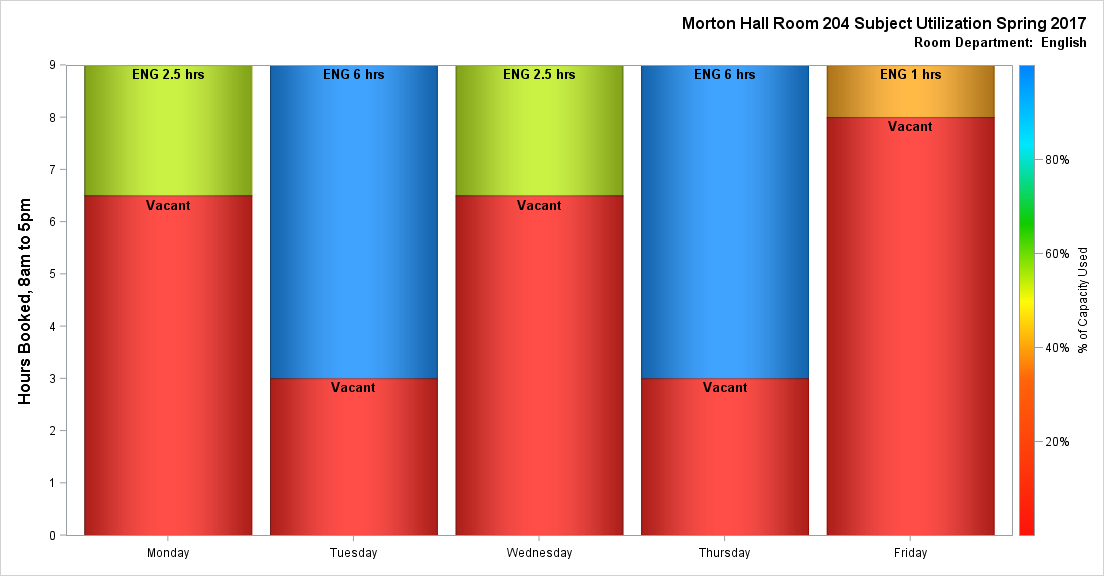 Morton Hall Room 204 Subject Utilization Spring 2017
Room Department: English
Hours Booked, 8am to 5pm
9
8
7
6
5
4
3
2
1
0
ENG 2.5 hrs
Vacant
ENG 6 hrs
Vacant
ENG 2.5 hrs
Vacant
ENG 6 hrs
Vacant
ENG 1 hrs
Vacant
Monday
Tuesday
Wednesday
Thursday
Friday
80%
60%
40%
20%
% of Capacity Used